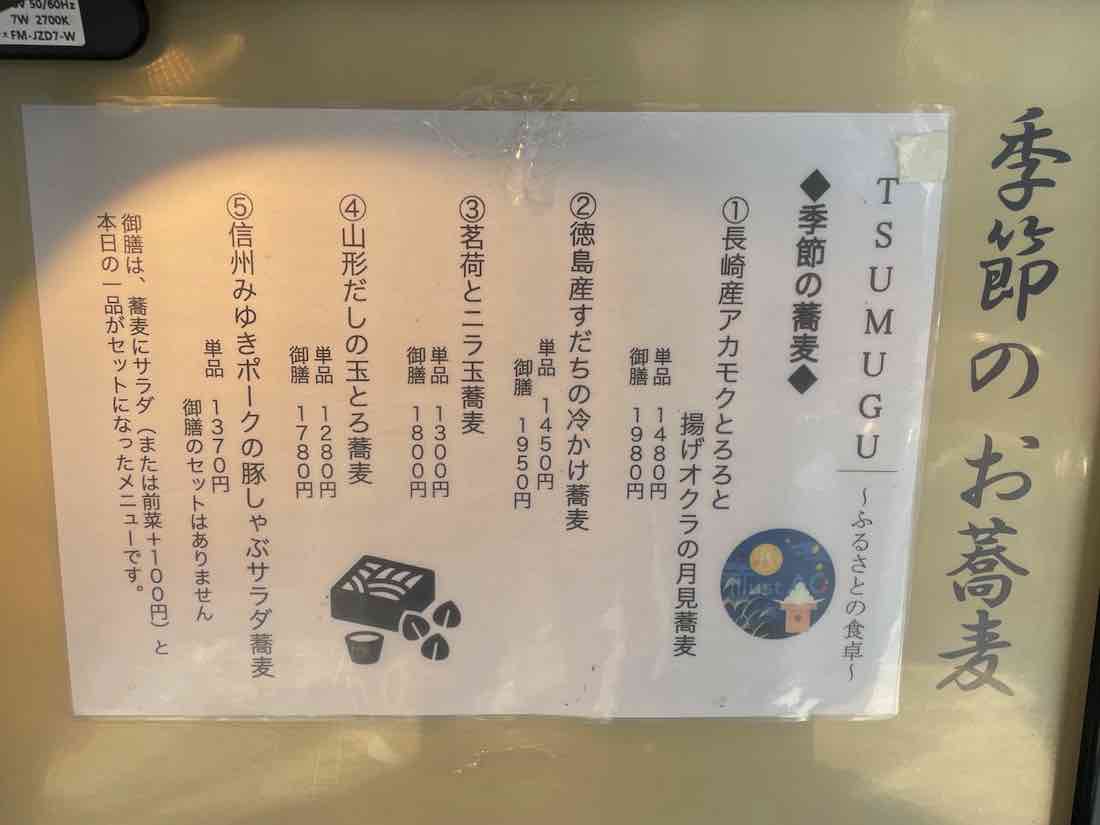 季節のお蕎麦
TSUMUGU ～ふるさとの食卓～
◆季節の蕎麦◆
①長崎産アカモクとろろと
揚げオクラの月見蕎麦
単品 1480円
御膳 1980円
②徳島産すだちの冷かけ蕎麦
単品 1450円
御膳 1950円
③茗荷とニラ玉蕎麦
単品 1300円
御膳 1800円
④山形だしの玉とろ蕎麦
単品 1280円
御膳 1780円
⑤信州みゆきポークの豚しゃぶサラダ蕎麦
単品 1370円
御膳のセットはありません
御膳は、蕎麦にサラダ（または前菜＋100円）と
本日の一品がセットになったメニューです。
50/60Hz
7W 2700K
FM-JZD7-W